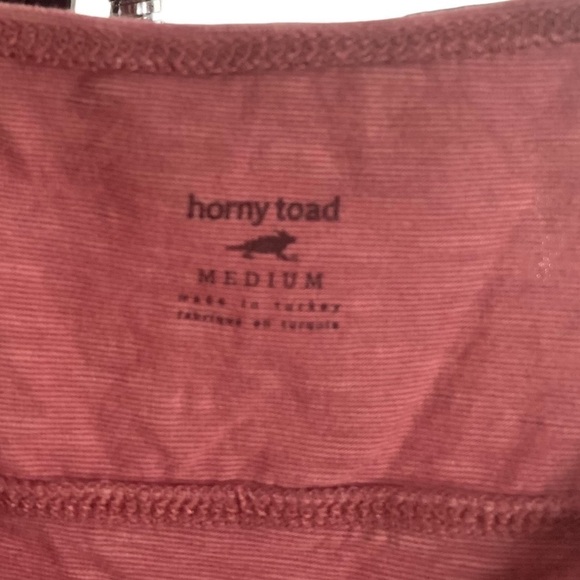 horny toad
MEDIUM
made in turkey
fabriqué en turquie